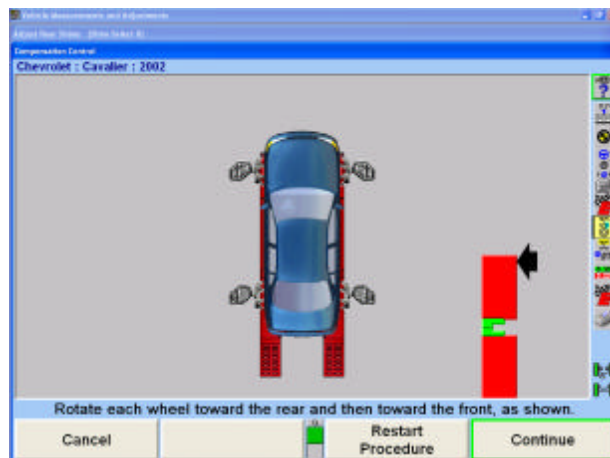 Vehicle Measurements and Adjustments
Compensation Control
Chevrolet : Cavalier : 2002
Rotate each wheel toward the rear and then toward the front, as shown.
Cancel
Restart
Procedure
Continue